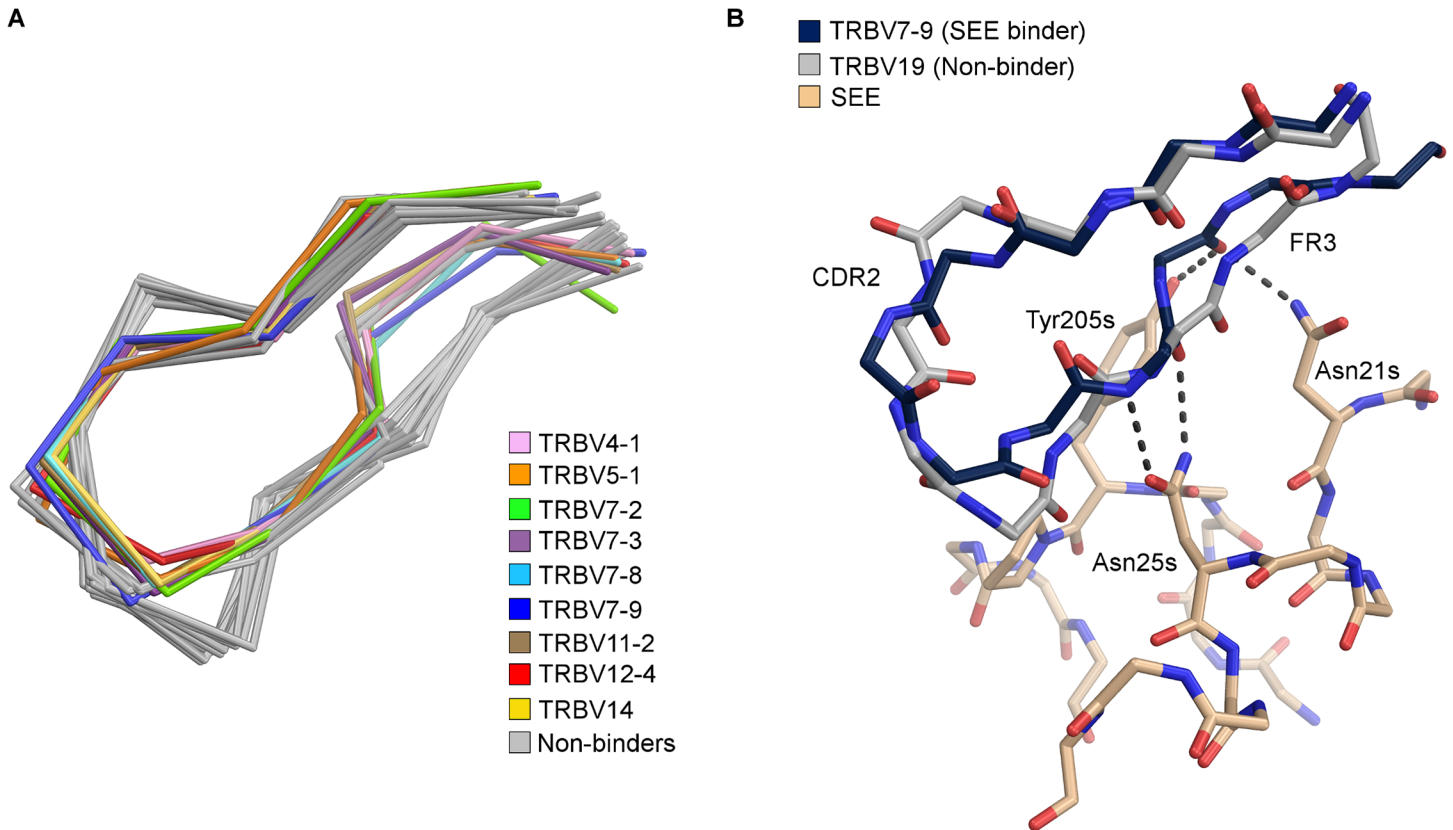 A
TRBV4-1
TRBV5-1
TRBV7-2
TRBV7-3
TRBV7-8
TRBV7-9
TRBV11-2
TRBV12-4
TRBV14
Non-binders
B
TRBV7-9 (SEE binder)
TRBV19 (Non-binder)
SEE
CDR2
FR3
Tyr205s
Asn21s
Asn25s